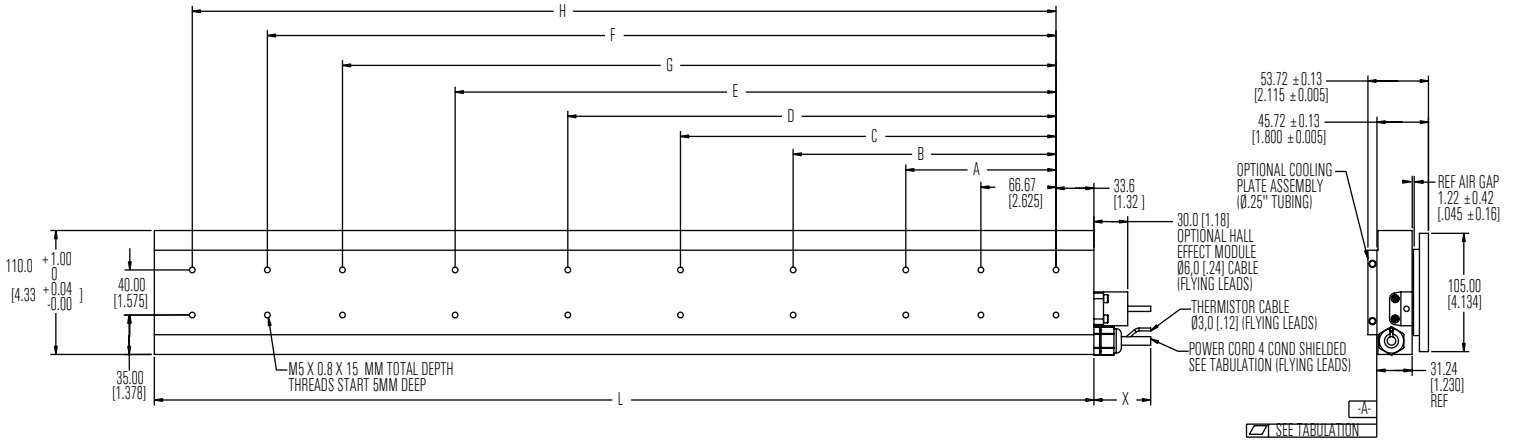 H
F
G
E
D
C
B
A
66.67
[2.625]
33.6
[1.32 ]
30.0 [1.18]
OPTIONAL HALL
EFFECT MODULE
Ø6,0 [.24] CABLE
(FLYING LEADS)
THERMISTOR CABLE
Ø3,0 [.12] (FLYING LEADS)
POWER CORD 4 COND SHIELDED
SEE TABULATION (FLYING LEADS)
110.0 +1.00
0
[4.33 +0.04 ]
-0.00
40.00
[1.575]
35.00
[1.378]
M5 X 0.8 X 15 MM TOTAL DEPTH
THREADS START 5MM DEEP
L
X
53.72 ±0.13
[2.115 ±0.005]
45.72 ±0.13
[1.800 ±0.005]
OPTIONAL COOLING
PLATE ASSEMBLY
(Ø.25" TUBING)
REF AIR GAP
1.22 ±0.42
[.045 ±0.16]
105.00
[4.134]
31.24
[1.230]
REF
-A-
SEE TABULATION